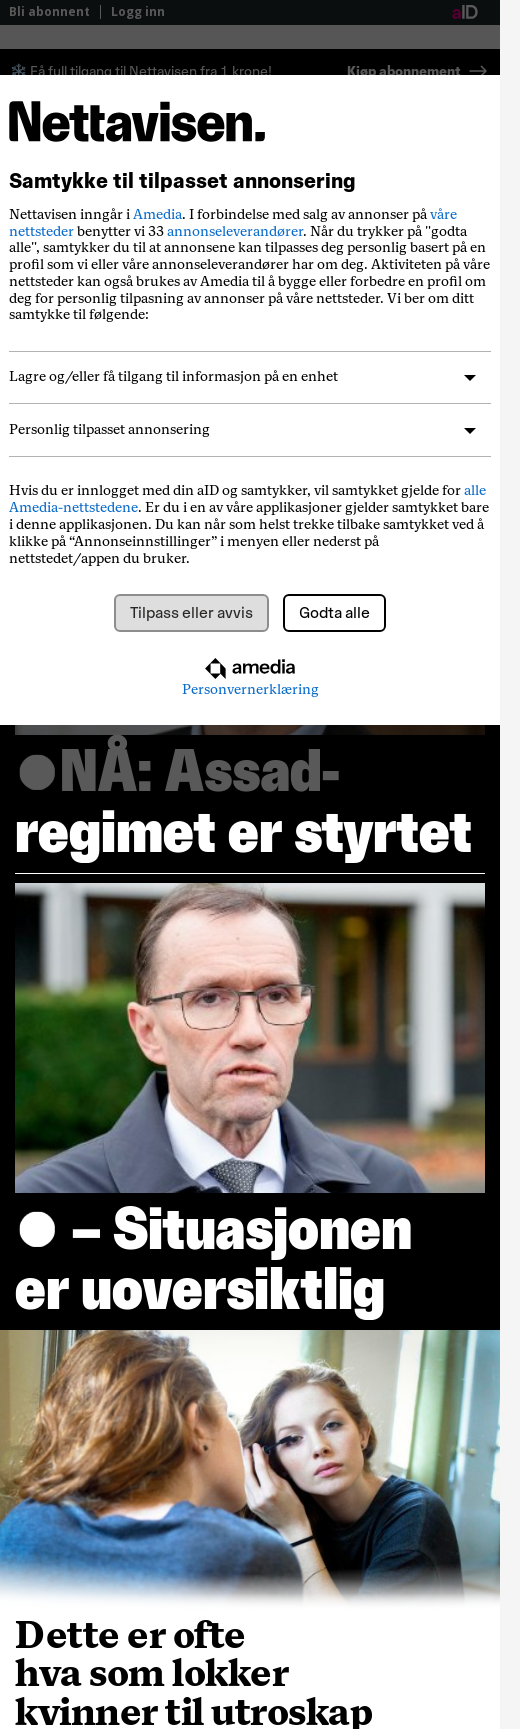 Bli abonnent | Logg inn aID
Få full tilgang til Nettavisen fra 1 krone! Kjøp abonnement →
Nettavisen.
Samtykke til tilpasset annonsering
Nettavisen inngår i Amedia. I forbindelse med salg av annonser på våre
nettsteder benytter vi 33 annonseleverandører. Når du trykker på "godta
alle", samtykker du til at annonsene kan tilpasses deg personlig basert på en
profil som vi eller våre annonseleverandører har om deg. Aktiviteten på våre
nettsteder kan også brukes av Amedia til å bygge eller forbedre en profil om
deg for personlig tilpasning av annonser på våre nettsteder. Vi ber om ditt
samtykke til følgende:
Lagre og/eller få tilgang til informasjon på en enhet
Personlig tilpasset annonsering
Hvis du er innlogget med din aID og samtykker, vil samtykket gjelde for alle
Amedia-nettstedene. Er du i en av våre applikasjoner gjelder samtykket bare
i denne applikasjonen. Du kan når som helst trekke tilbake samtykket ved å
klikke på “Annonseinnstillinger” i menyen eller nederst på
nettstedet/appen du bruker.
Tilpass eller avvis Godta alle
amedia
Personvernerklæring
●NÅ: Assad-
regimet er styrtet
● – Situasjonen
er uoversiktlig
Dette er ofte
hva som lokker
kvinner til utroskap